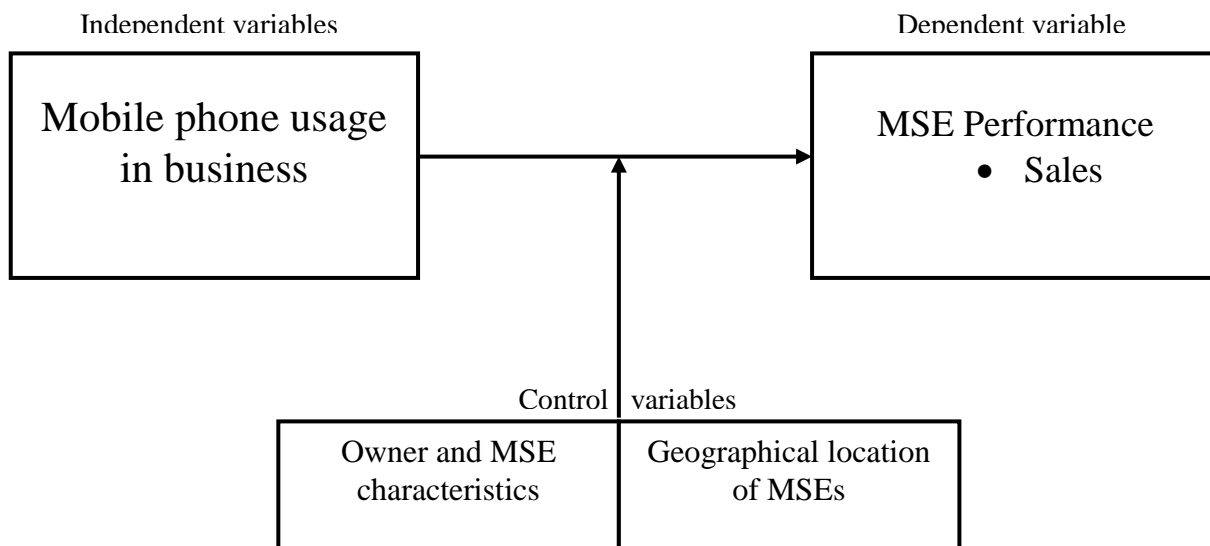 Independent variables
Dependent variable
Mobile phone usage
in business
MSE Performance
• Sales
Control variables
Owner and MSE
characteristics
Geographical location
of MSEs